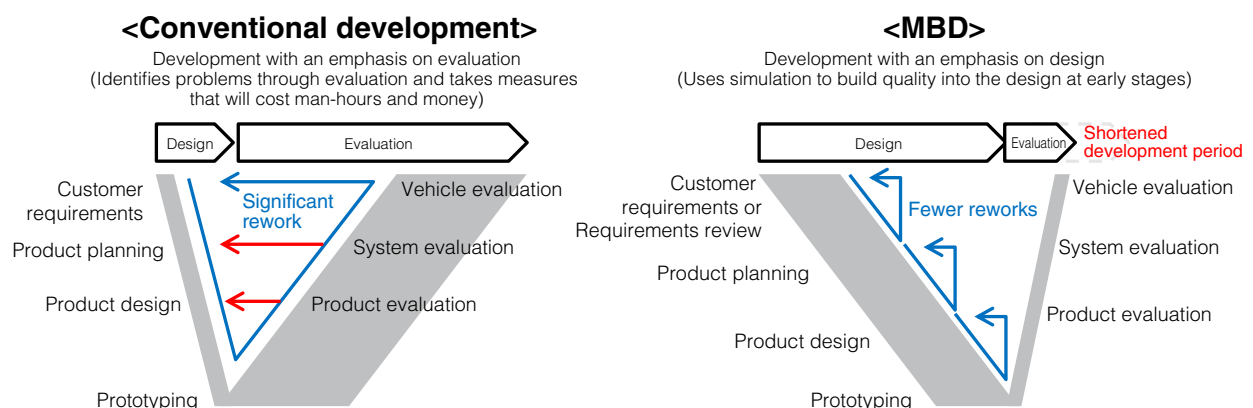 <Conventional development>
Development with an emphasis on evaluation
(Identifies problems through evaluation and takes measures
that will cost man-hours and money)
Design
Evaluation
Customer
requirements
Product planning
Product design
Prototyping
Significant
rework
Vehicle evaluation
System evaluation
Product evaluation
<MBD>
Development with an emphasis on design
(Uses simulation to build quality into the design at early stages)
Design
Evaluation
Shortened
development period
Customer
requirements or
Requirements review
Product planning
Product design
Prototyping
Fewer reworks
Vehicle evaluation
System evaluation
Product evaluation